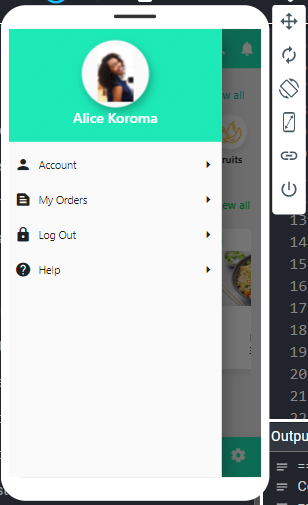 Alice Koroma
ew all
Account
ruits
My Orders
ew all
Log Out
Help
13
14
15
16
17
18
19
20
21
22
Outpu
==
C